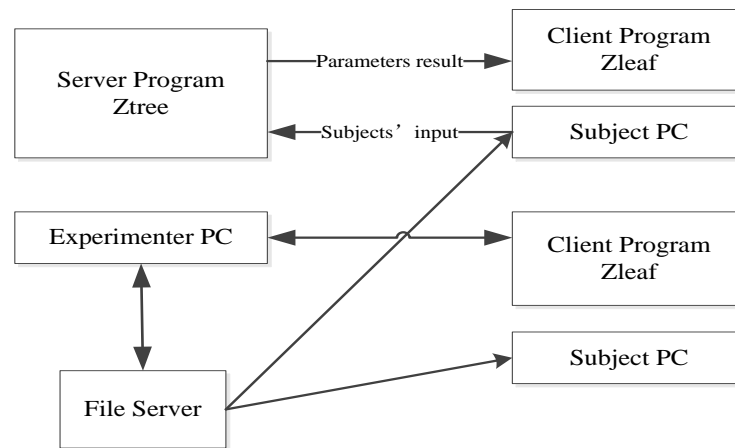 Server Program
Ztree
Parameters result
Client Program
Zleaf
Subjects’ input
Subject PC
Experimenter PC
Client Program
Zleaf
Subject PC
File Server